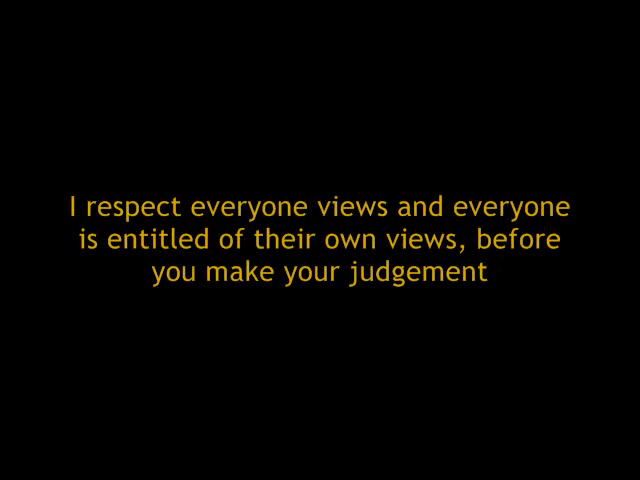 I respect everyone views and everyone
is entitled of their own views, before
you make your judgement